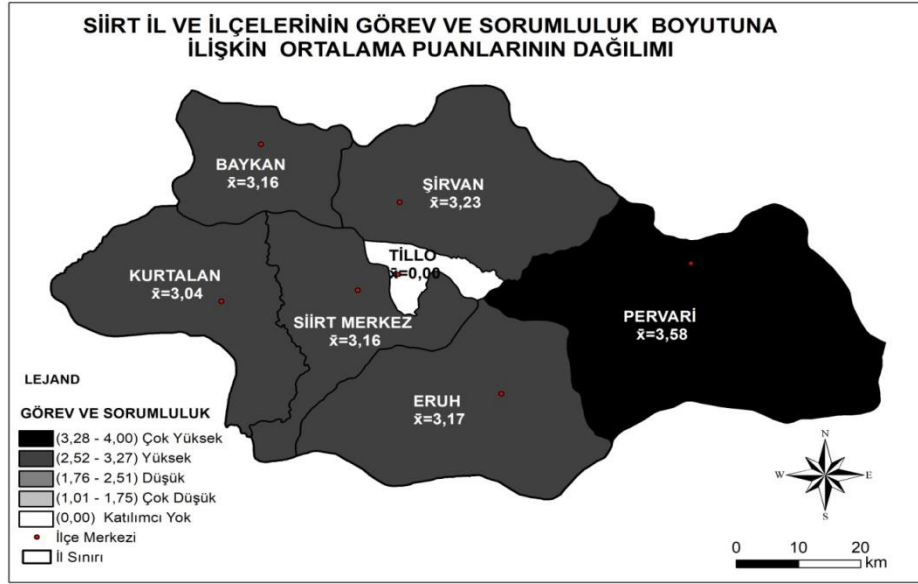 SİİRT İL VE İLÇELERİNİN GÖREV VE SORUMLULUK BOYUTUNA
İLİŞKİN ORTALAMA PUANLARININ DAĞILIMI
BAYKAN
x̄=3,16
ŞİRVAN
x̄=3,23
TİLLO
x̄=0,00
KURTALAN
x̄=3,04
SİİRT MERKEZ
x̄=3,16
PERVARİ
x̄=3,58
ERUH
x̄=3,17
LEJAND
GÖREV VE SORUMLULUK
(3,28 - 4,00) Çok Yüksek
(2,52 - 3,27) Yüksek
(1,76 - 2,51) Düşük
(1,01 - 1,75) Çok Düşük
(0,00) Katılımcı Yok
İlçe Merkezi
İl Sınırı
N
W E
S
0 10 20
km